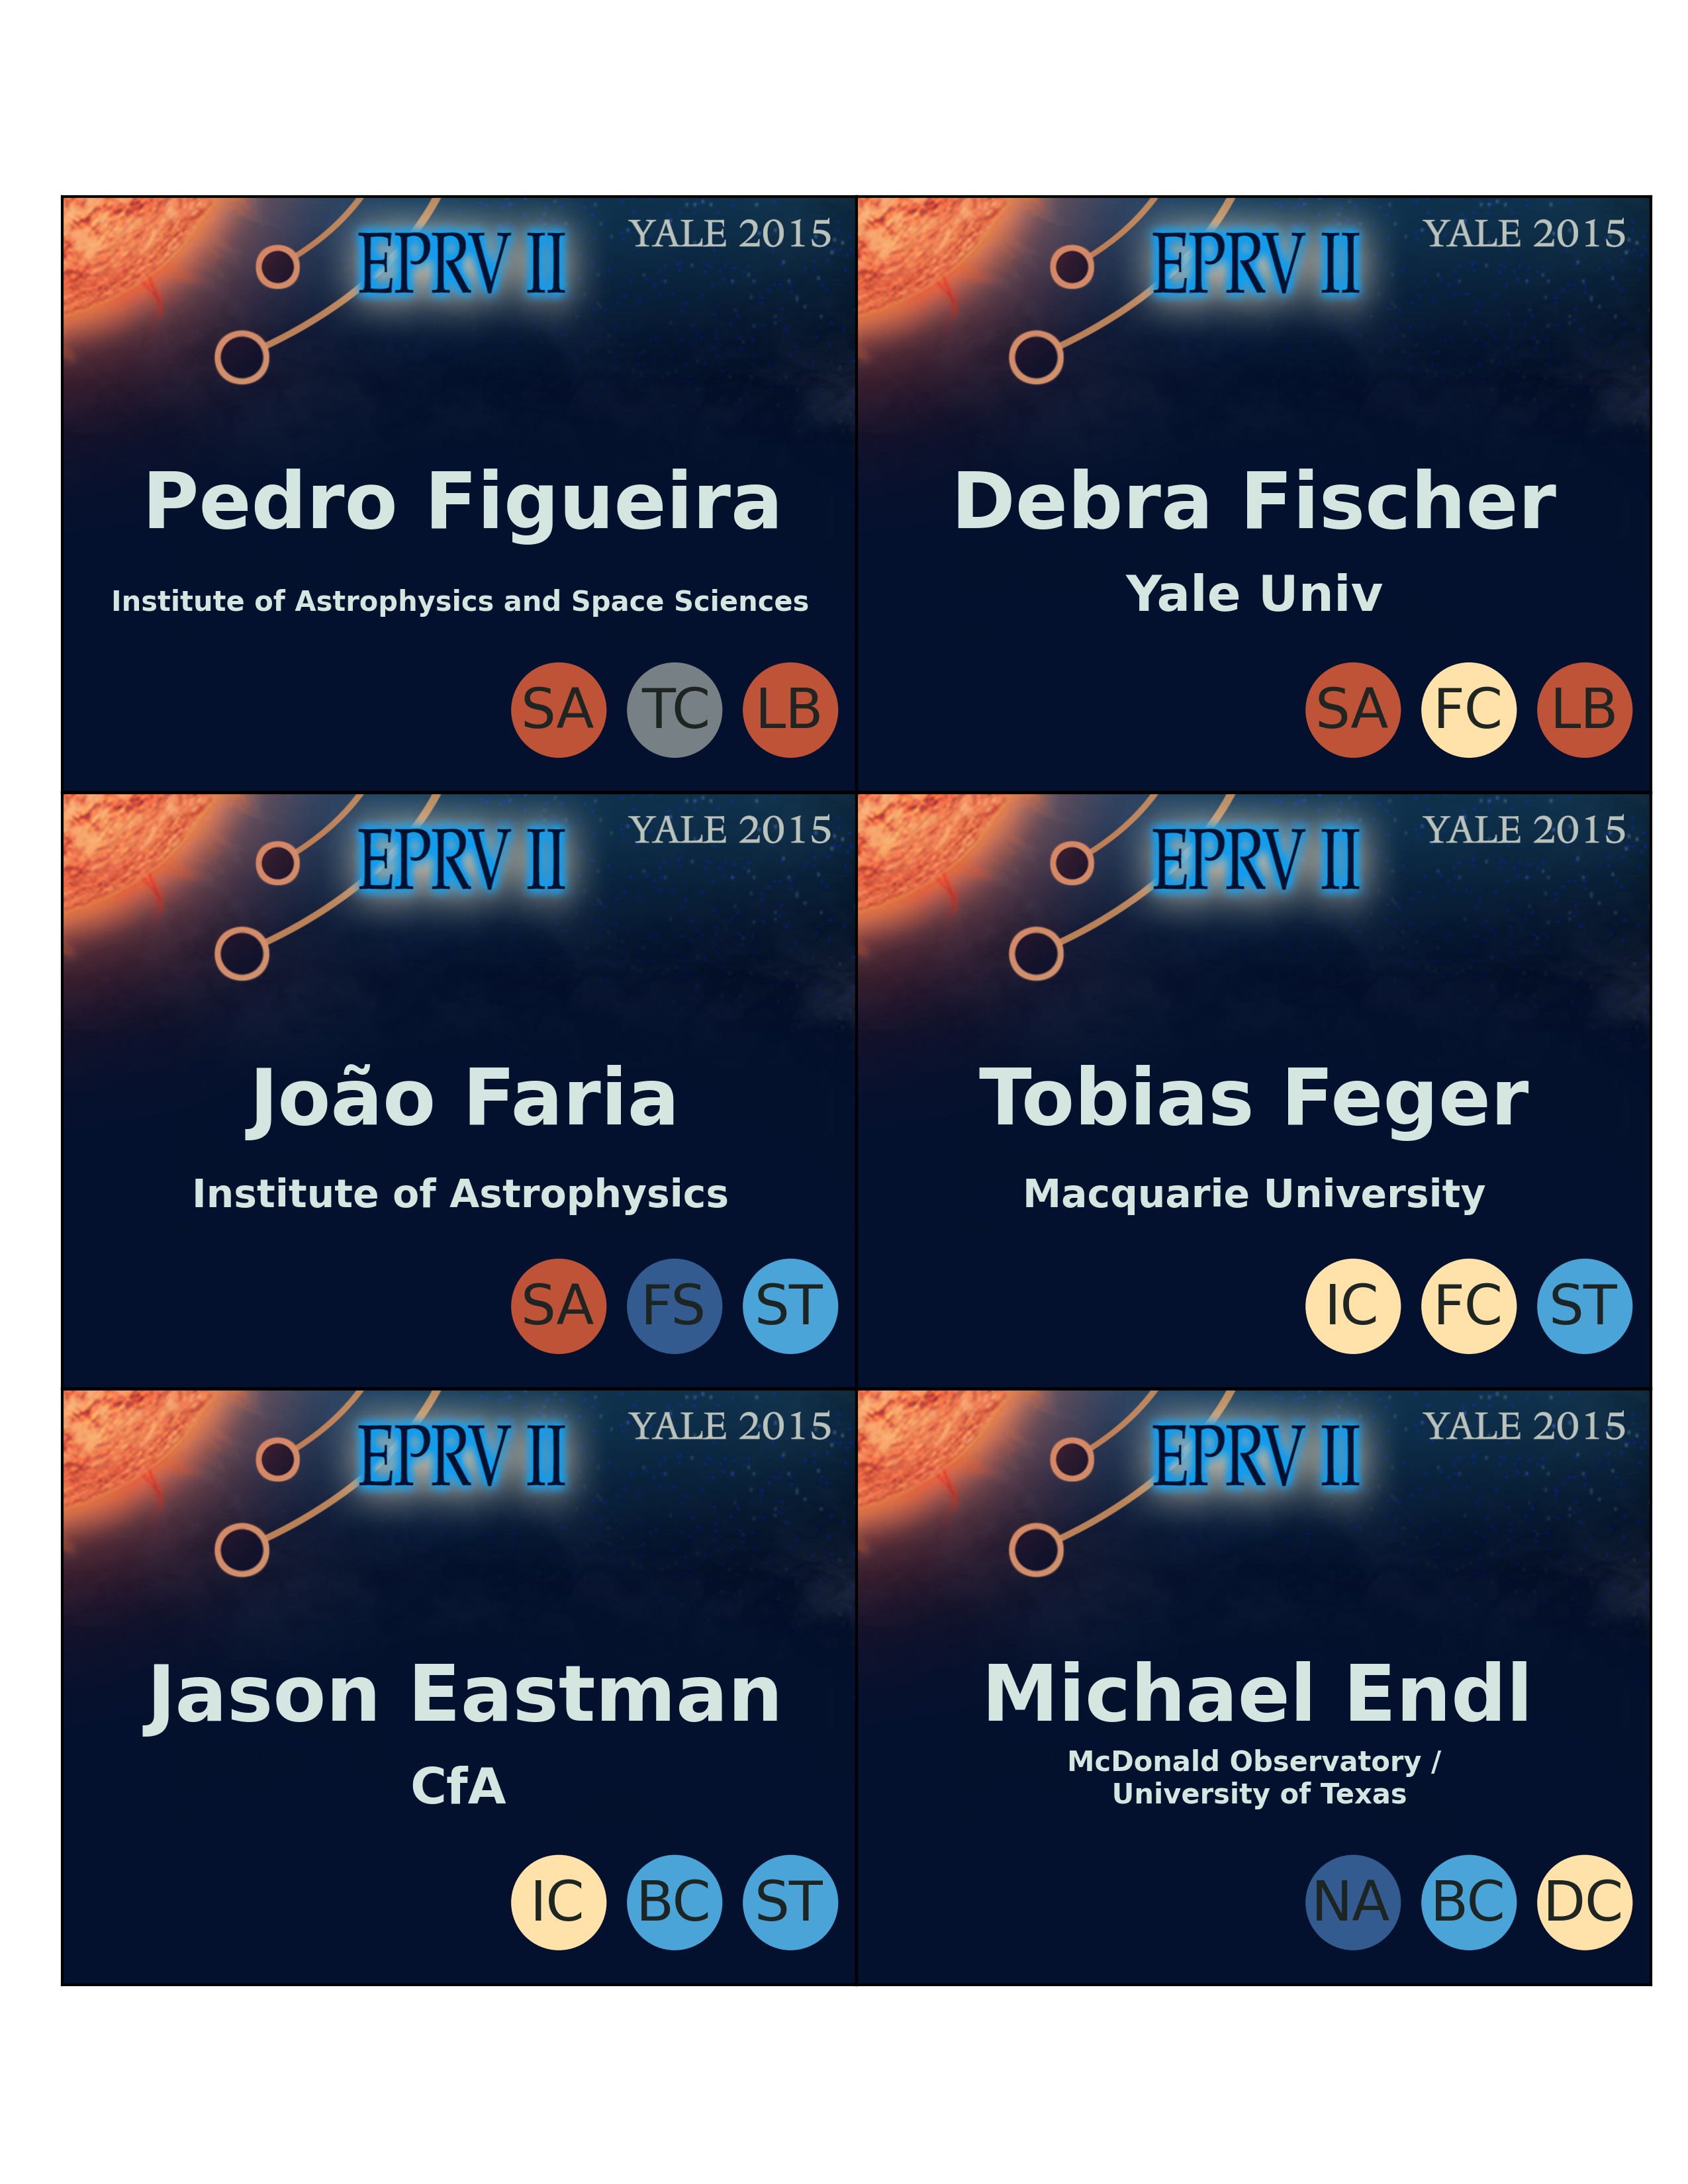 EPRV II
YALE 2015
Pedro Figueira
Institute of Astrophysics and Space Sciences
SA TC LB
EPRV II
YALE 2015
Debra Fischer
Yale Univ
SA FC LB
EPRV II
YALE 2015
João Faria
Institute of Astrophysics
SA FS ST
EPRV II
YALE 2015
Tobias Feger
Macquarie University
IC FC ST
EPRV II
YALE 2015
Jason Eastman
CfA
IC BC ST
EPRV II
YALE 2015
Michael Endl
McDonald Observatory /
University of Texas
NA BC DC